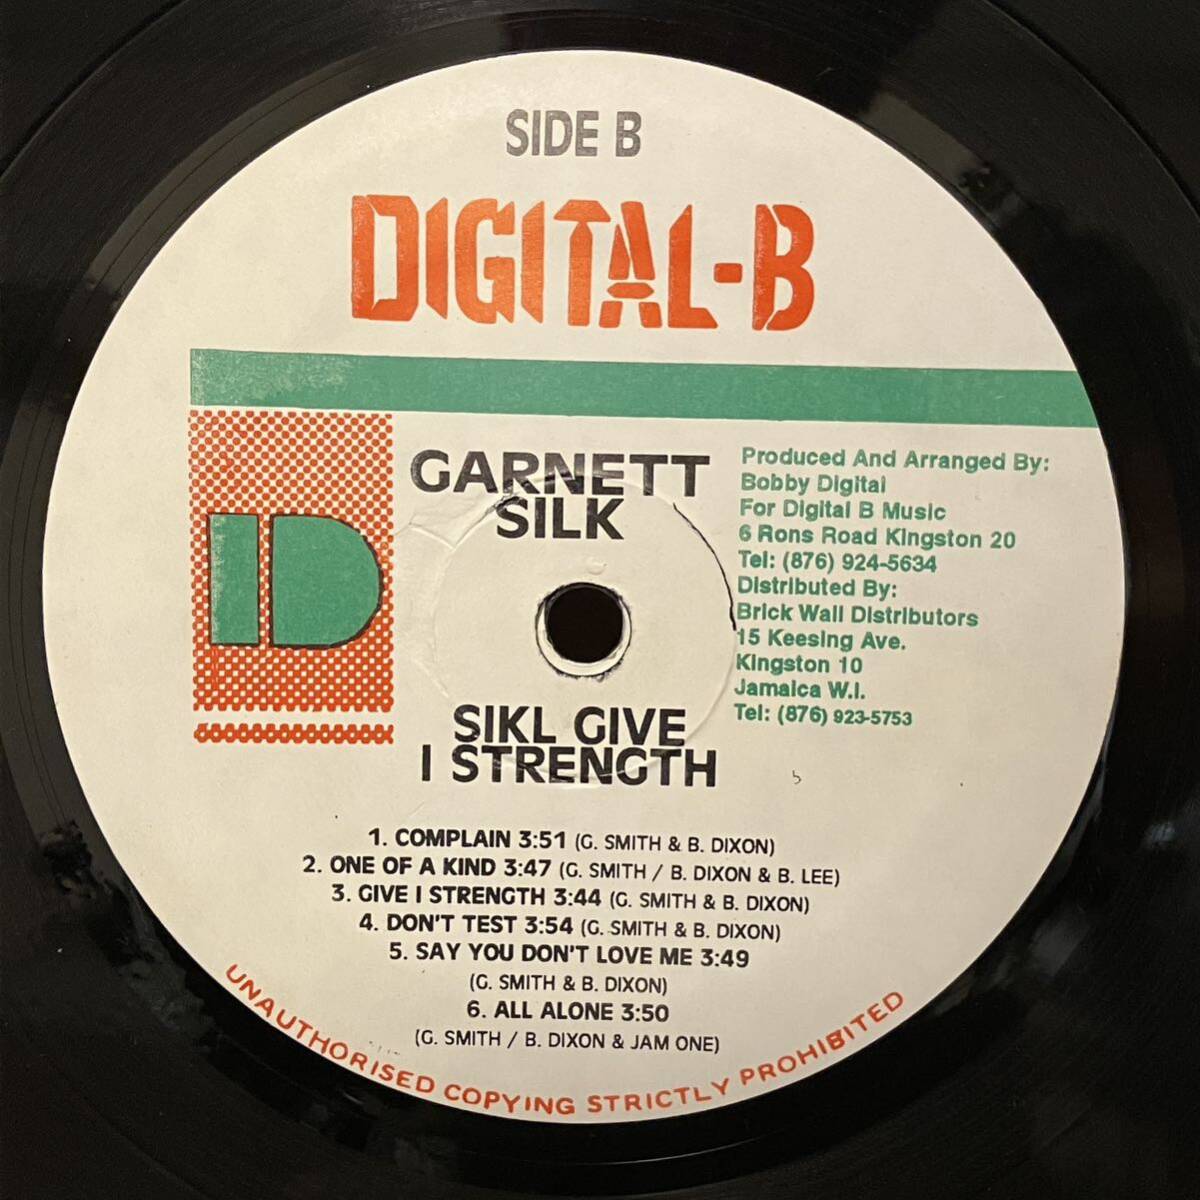 SIDE B
DIGITAL-B
GARNETT
SILK
Produced And Arranged By:
Bobby Digital
For Digital B Music
6 Rons Road Kingston 20
Tel: (876) 924-5634
Distributed By:
Brick Wall Distributors
15 Keesing Ave.
Kingston 10
Jamaica W.I.
Tel: (876) 923-5753
D
SIKL GIVE
I STRENGTH
1. COMPLAIN 3:51 (G. SMITH & B. DIXON)
2. ONE OF A KIND 3:47 (G. SMITH / B. DIXON & B. LEE)
3. GIVE I STRENGTH 3:44 (G. SMITH & B. DIXON)
4. DON'T TEST 3:54 (G. SMITH & B. DIXON)
5. SAY YOU DON'T LOVE ME 3:49
(G. SMITH & B. DIXON)
6. ALL ALONE 3:50
(G. SMITH / B. DIXON & JAM ONE)
UNAUTHORISED COPYING STRICTLY PROHIBITED